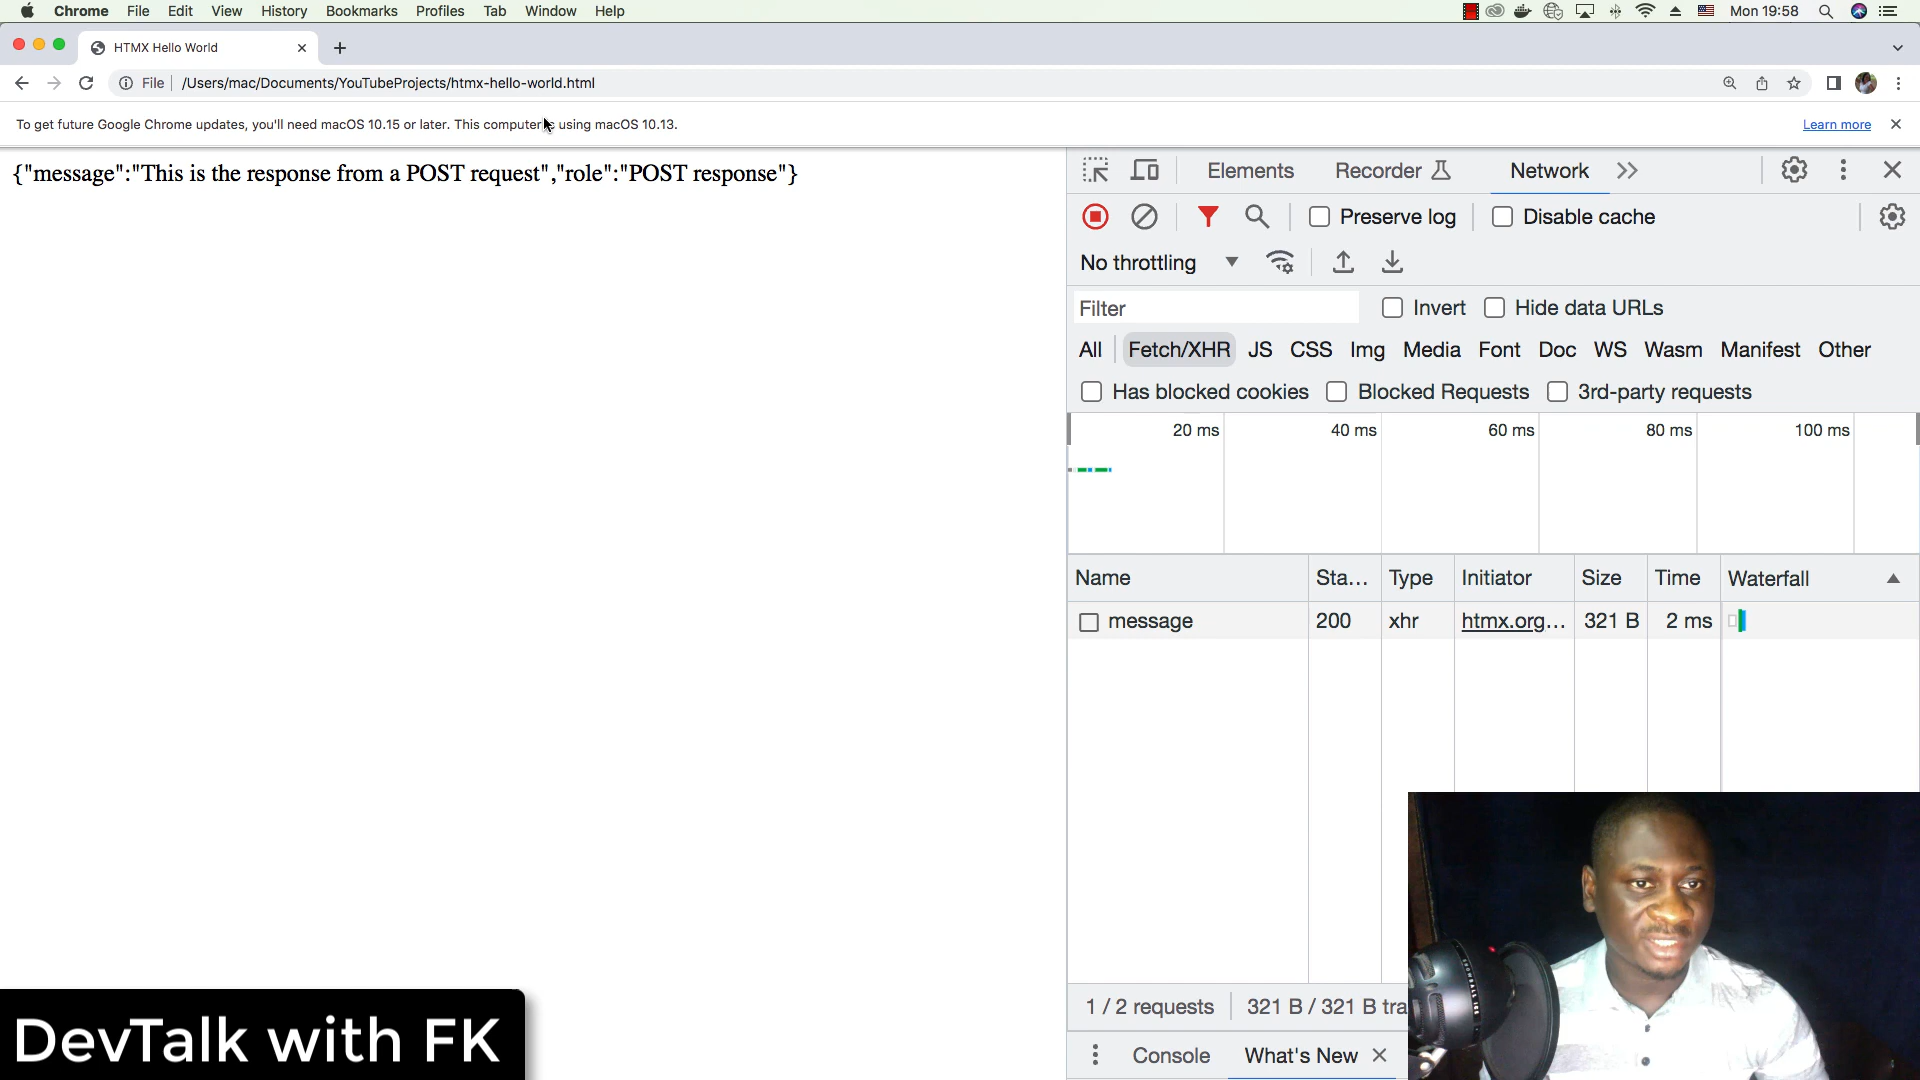 Chrome File Edit View History Bookmarks Profiles Tab Window Help Mon 19:58
HTMX Hello World
File /Users/mac/Documents/YouTubeProjects/htmx-hello-world.html
To get future Google Chrome updates, you'll need macOS 10.15 or later. This computer is using macOS 10.13. Learn more
{"message":"This is the response from a POST request","role":"POST response"}
Elements Recorder Network
Preserve log Disable cache
No throttling
Filter Invert Hide data URLs
All Fetch/XHR JS CSS Img Media Font Doc WS Wasm Manifest Other
Has blocked cookies Blocked Requests 3rd-party requests
20 ms 40 ms 60 ms 80 ms 100 ms
Name Sta... Type Initiator Size Time Waterfall
message 200 xhr htmx.org... 321 B 2 ms
1 / 2 requests 321 B / 321 B tra
Console What's New
DevTalk with FK